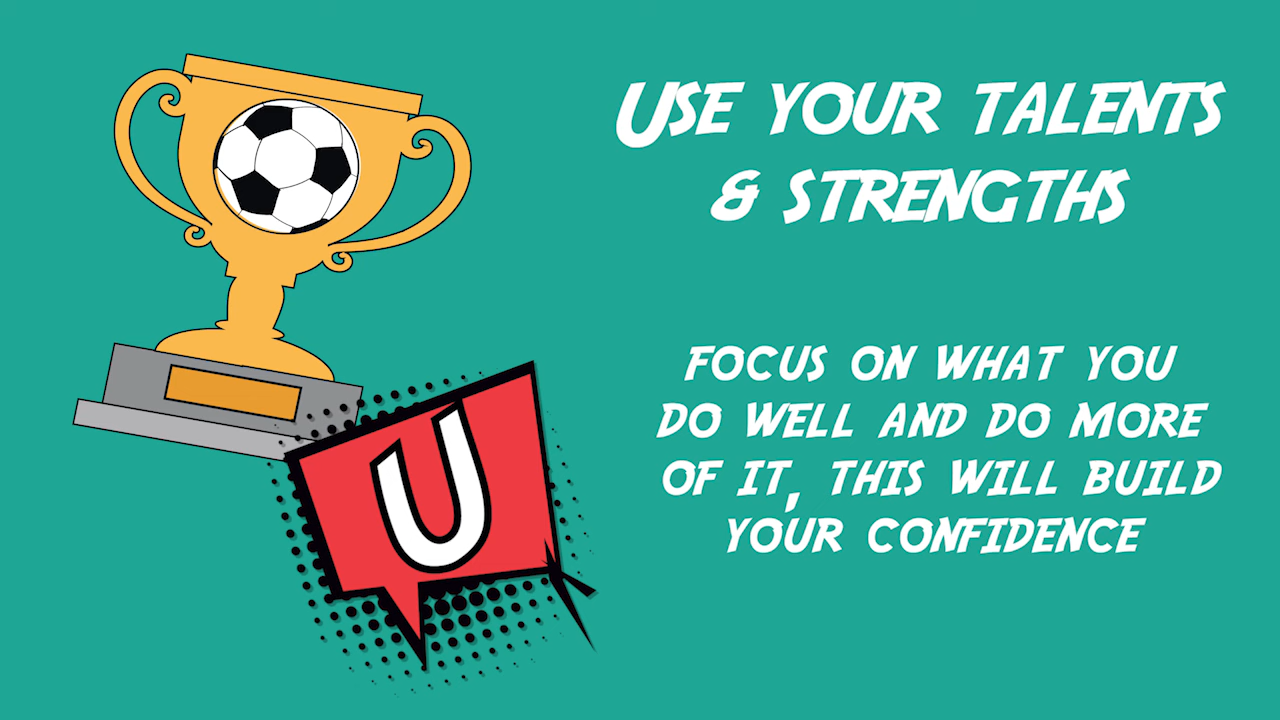 USE YOUR TALENTS
& STRENGTHS
FOCUS ON WHAT YOU
DO WELL AND DO MORE
OF IT, THIS WILL BUILD
YOUR CONFIDENCE
U